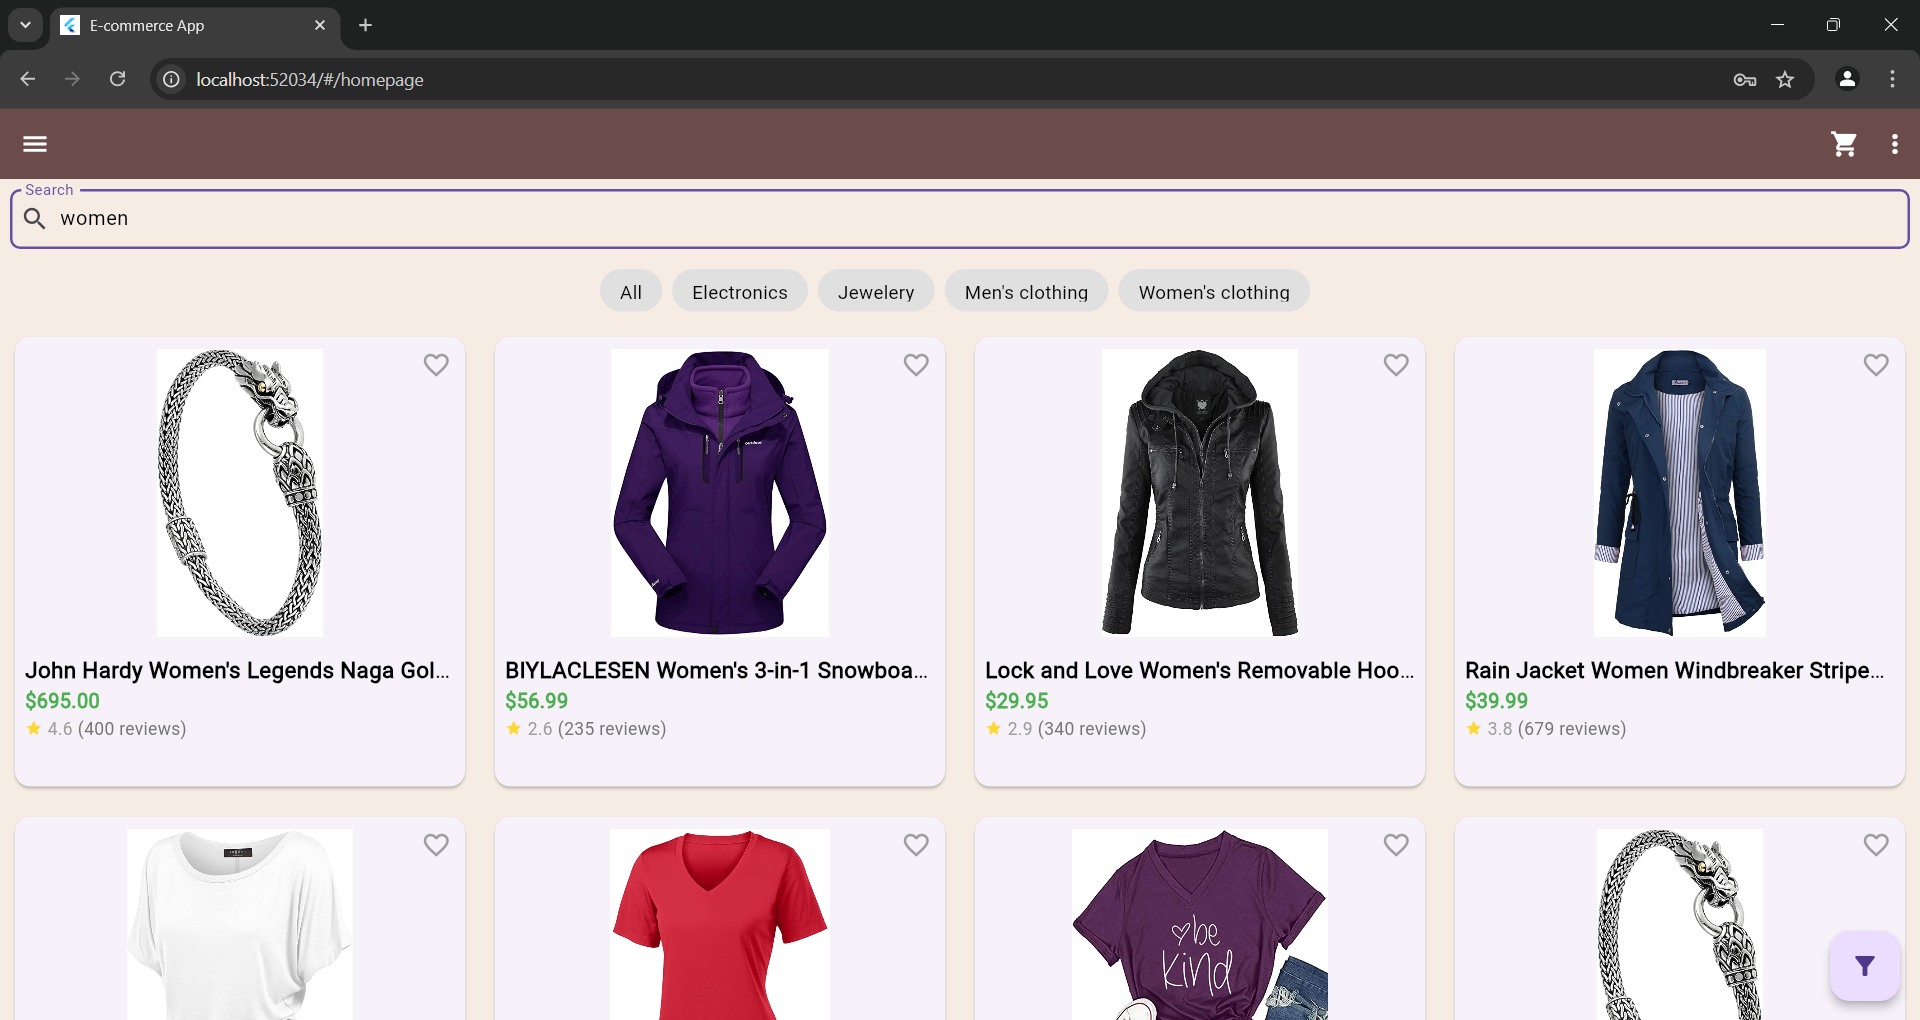 E-commerce App
localhost:52034/#/homepage
Search
women
All
Electronics
Jewelery
Men's clothing
Women's clothing
John Hardy Women's Legends Naga Gol...
$695.00
4.6 (400 reviews)
BIYLACLESEN Women's 3-in-1 Snowboa...
$56.99
2.6 (235 reviews)
Lock and Love Women's Removable Hoo...
$29.95
2.9 (340 reviews)
Rain Jacket Women Windbreaker Stripe...
$39.99
3.8 (679 reviews)
be
kind